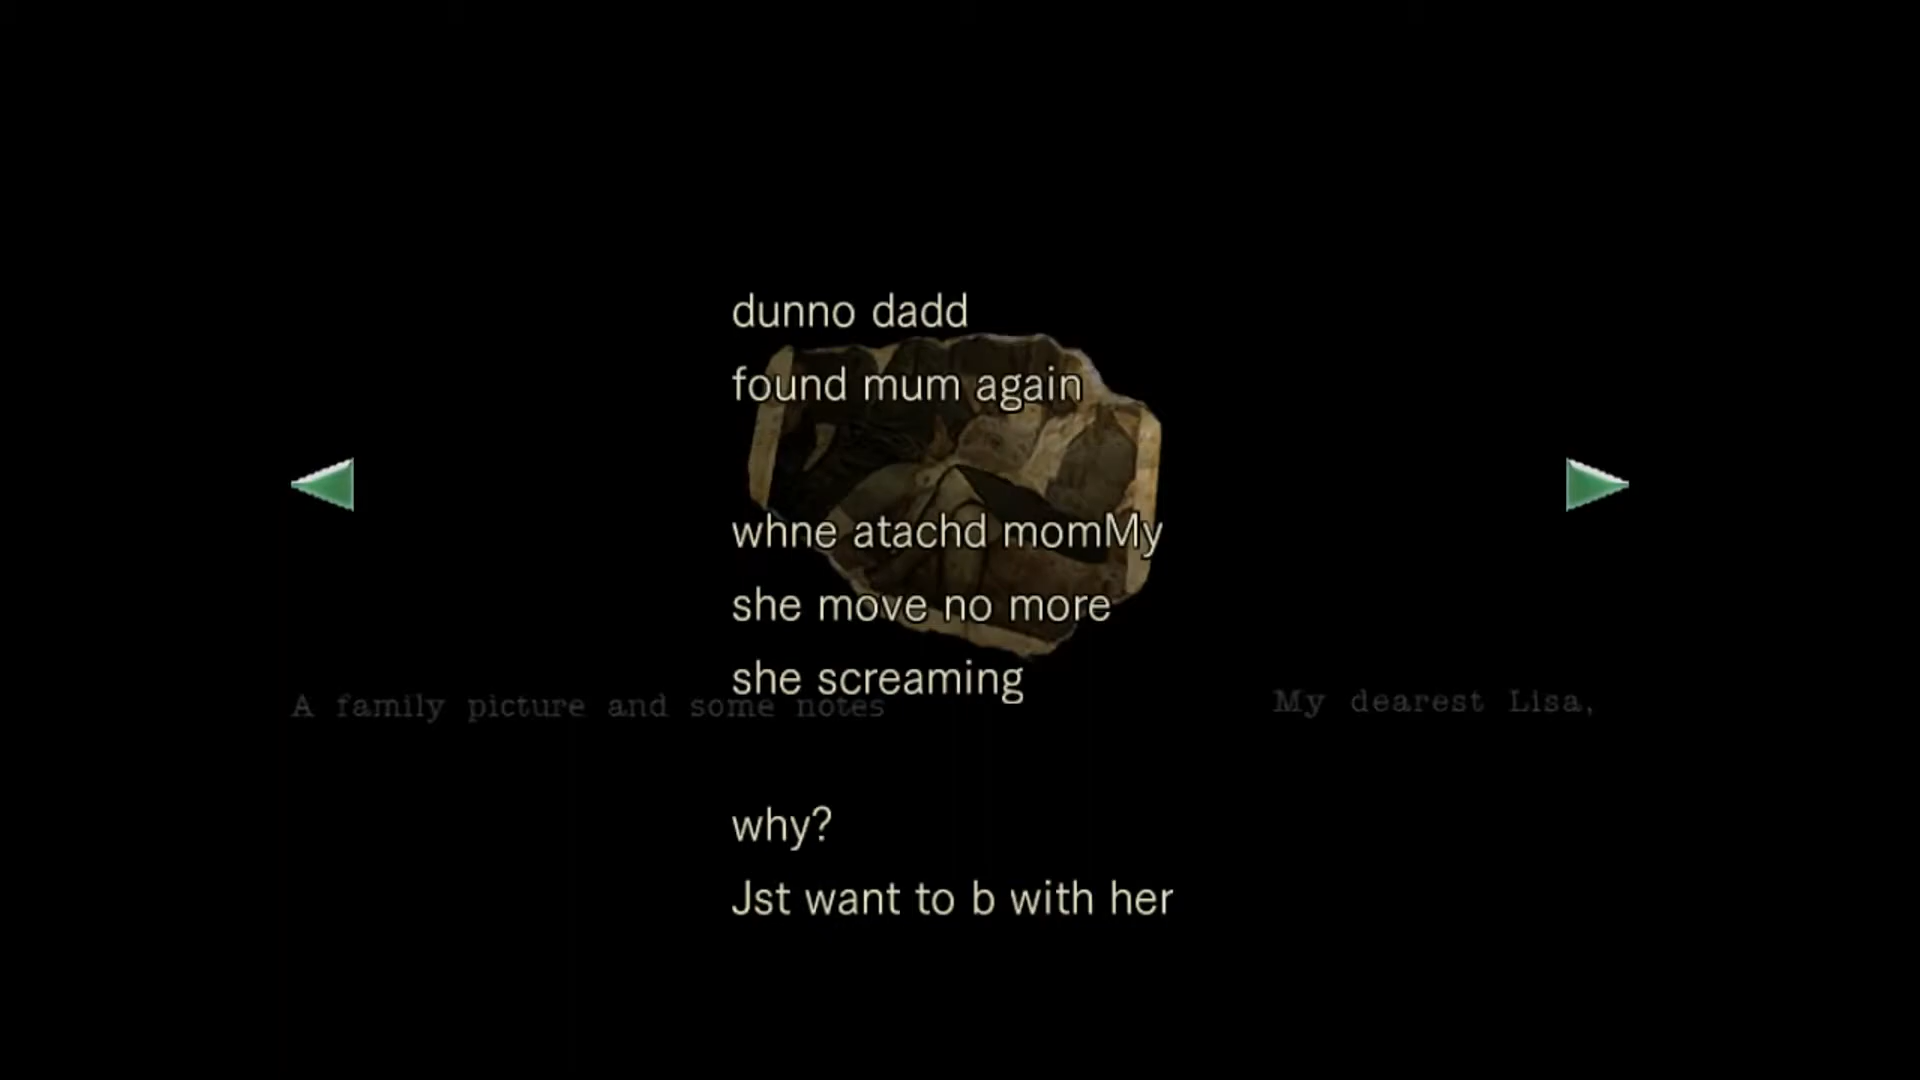 dunno dadd
found mum again
whne atachd momMy
she move no more
she screaming
A family picture and some notes
My dearest Lisa,
why?
Jst want to b with her